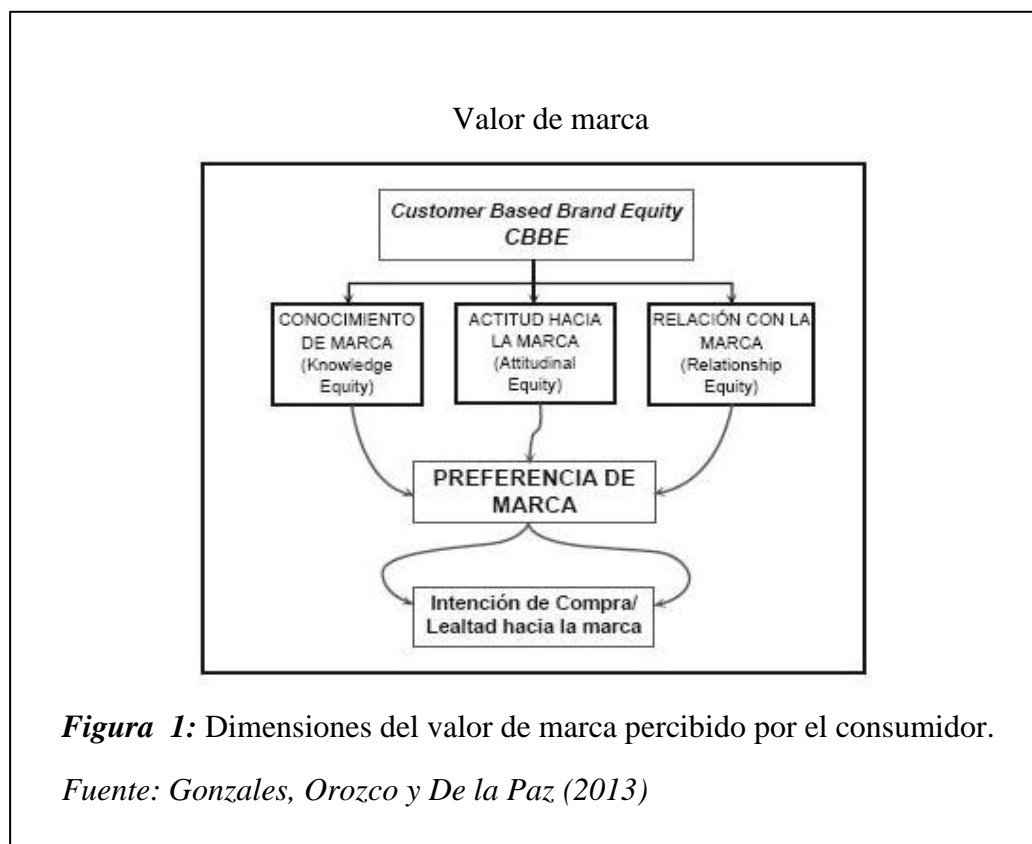 Valor de marca
Customer Based Brand Equity
CBBE
CONOCIMIENTO
DE MARCA
(Knowledge
Equity)
ACTITUD HACIA
LA MARCA
(Attitudinal
Equity)
RELACIÓN CON LA
MARCA
(Relationship
Equity)
PREFERENCIA DE
MARCA
Intención de Compra/
Lealtad hacia la marca
Figura 1: Dimensiones del valor de marca percibido por el consumidor.
Fuente: Gonzales, Orozco y De la Paz (2013)